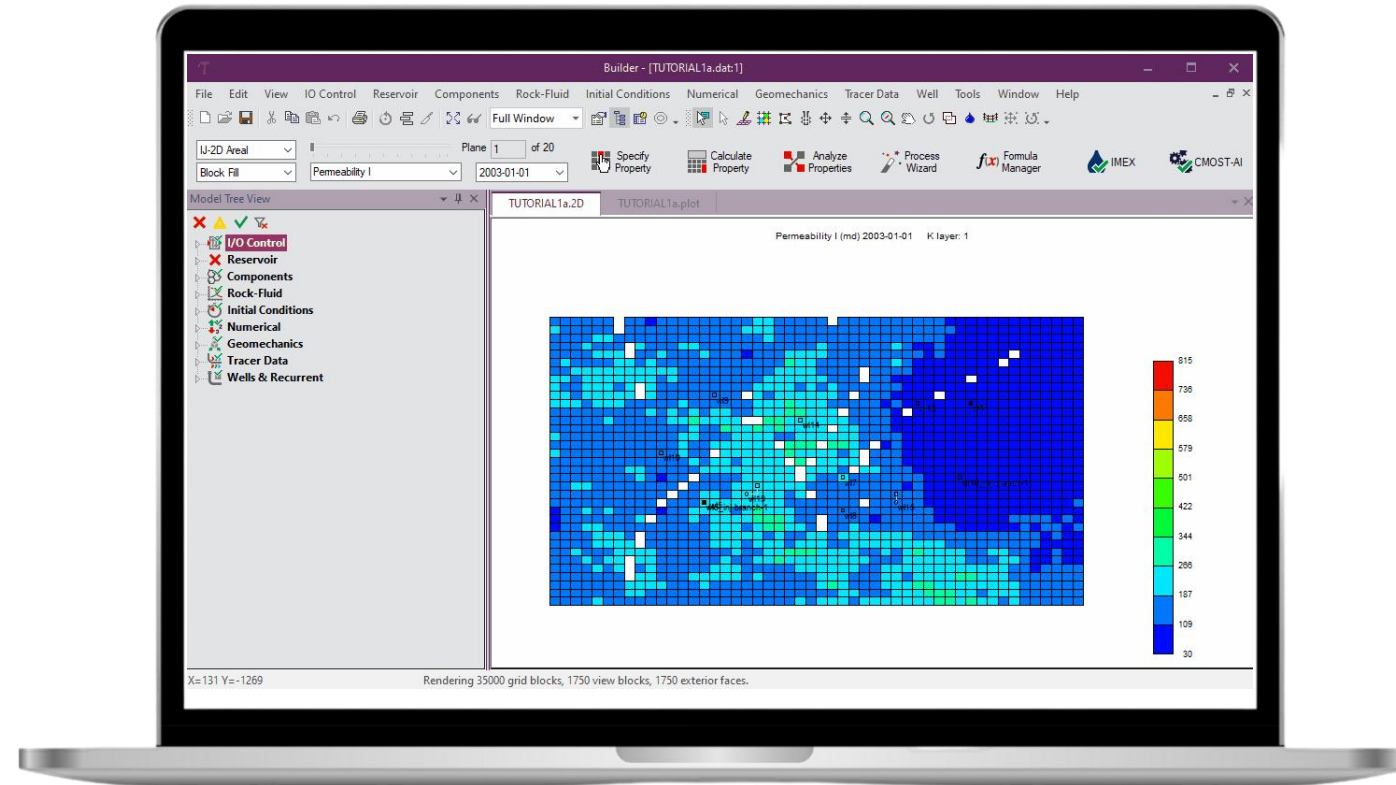 Builder - [TUTORIAL1a.dat:1]
File Edit View IO Control Reservoir Components Rock-Fluid Initial Conditions Numerical Geomechanics Tracer Data Well Tools Window Help
Full Window
IJ-2D Areal Plane 1 of 20
Block Fill Permeability I 2003-01-01
Specify Property
Calculate Property
Analyze Properties
Process Wizard
f(x) Formula Manager
IMEX
CMOST-AI
Model Tree View
TUTORIAL1a.2D TUTORIAL1a.plot
I/O Control
Reservoir
Components
Rock-Fluid
Initial Conditions
Numerical
Geomechanics
Tracer Data
Wells & Recurrent
Permeability I (md) 2003-01-01 K layer: 1
815
736
658
579
501
422
344
266
187
109
30
X=131 Y=-1269 Rendering 35000 grid blocks, 1750 view blocks, 1750 exterior faces.